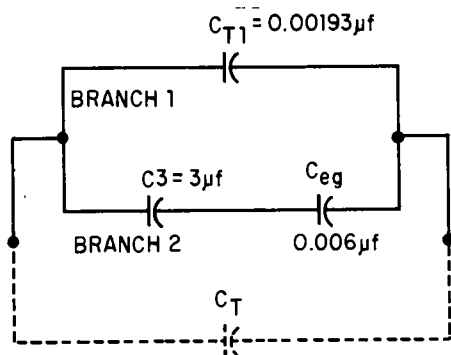 CT1 = 0.00193µf
BRANCH 1
C3 = 3µf
Ceg
BRANCH 2
0.006µf
CT